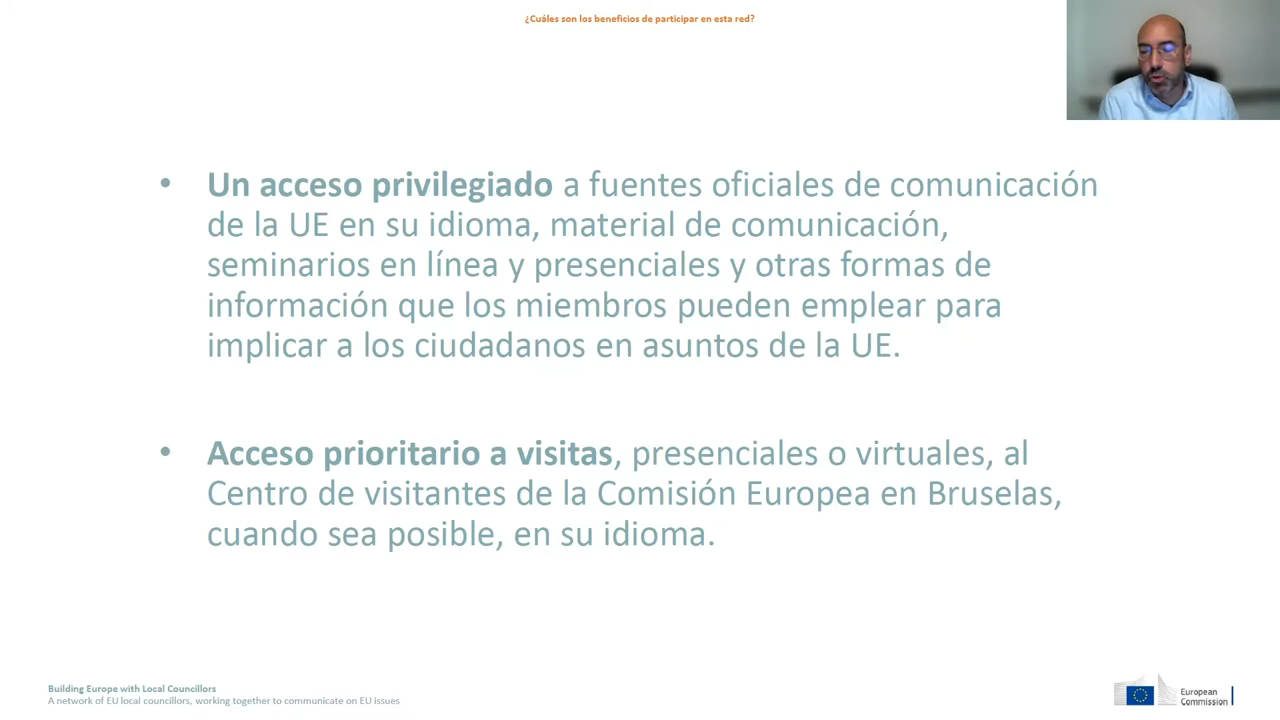 ¿Cuáles son los beneficios de participar en esta red?
• Un acceso privilegiado a fuentes oficiales de comunicación
de la UE en su idioma, material de comunicación,
seminarios en línea y presenciales y otras formas de
información que los miembros pueden emplear para
implicar a los ciudadanos en asuntos de la UE.
• Acceso prioritario a visitas, presenciales o virtuales, al
Centro de visitantes de la Comisión Europea en Bruselas,
cuando sea posible, en su idioma.
Building Europe with Local Councillors
A network of EU local councillors, working together to communicate on EU issues
European
Commission